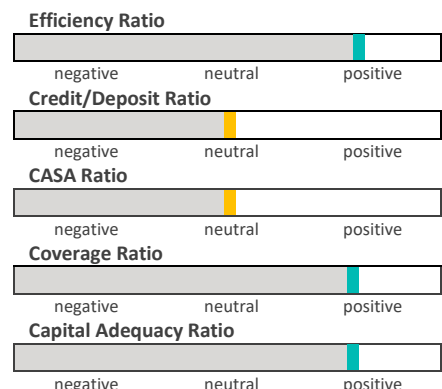 Efficiency Ratio
negative neutral positive
Credit/Deposit Ratio
negative neutral positive
CASA Ratio
negative neutral positive
Coverage Ratio
negative neutral positive
Capital Adequacy Ratio
negative neutral positive